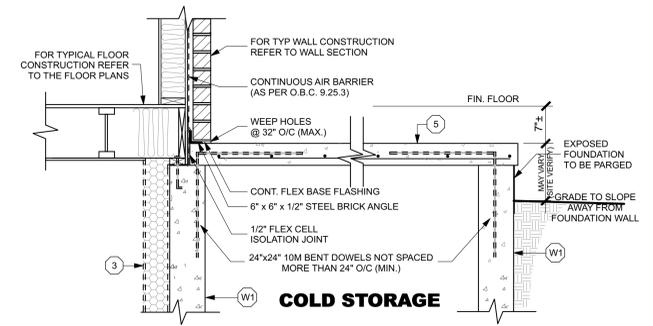 FOR TYPICAL FLOOR
CONSTRUCTION REFER
TO THE FLOOR PLANS
FOR TYP WALL CONSTRUCTION
REFER TO WALL SECTION
CONTINUOUS AIR BARRIER
(AS PER O.B.C. 9.25.3)
WEEP HOLES
@ 32" O/C (MAX.)
FIN. FLOOR
5
7"±
EXPOSED
FOUNDATION
TO BE PARGED
MAY VARY
(SITE VERIFY)
GRADE TO SLOPE
AWAY FROM
FOUNDATION WALL
CONT. FLEX BASE FLASHING
6" x 6" x 1/2" STEEL BRICK ANGLE
1/2" FLEX CELL
ISOLATION JOINT
24"x24" 10M BENT DOWELS NOT SPACED
MORE THAN 24" O/C (MIN.)
3
W1
W1
COLD STORAGE